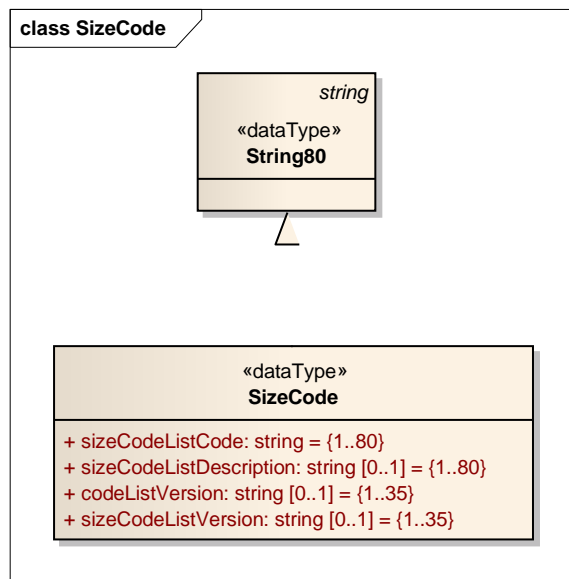 class SizeCode
string
«dataType»
String80
«dataType»
SizeCode
+ sizeCodeListCode: string = {1..80}
+ sizeCodeListDescription: string [0..1] = {1..80}
+ codeListVersion: string [0..1] = {1..35}
+ sizeCodeListVersion: string [0..1] = {1..35}